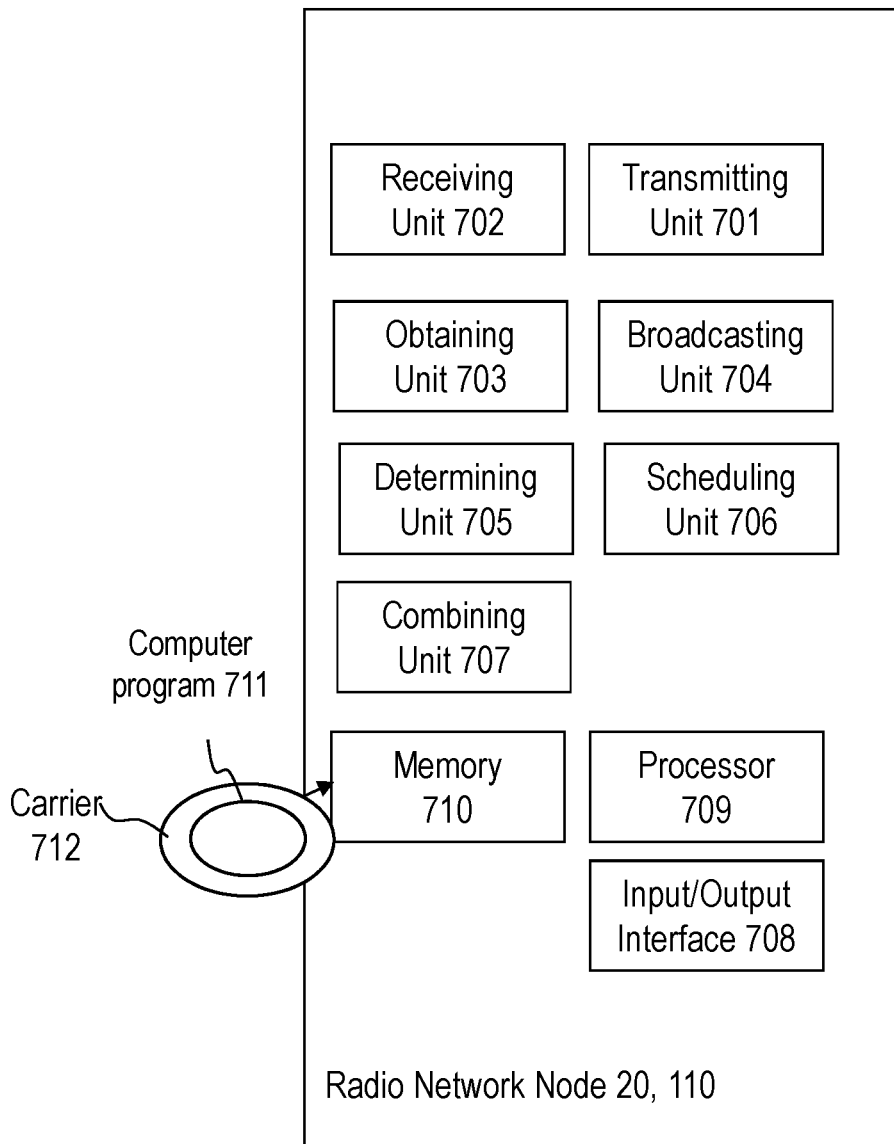 Receiving
Unit 702
Transmitting
Unit 701
Obtaining
Unit 703
Broadcasting
Unit 704
Determining
Unit 705
Scheduling
Unit 706
Combining
Unit 707
Computer
program 711
Carrier
712
Memory
710
Processor
709
Input/Output
Interface 708
Radio Network Node 20, 110